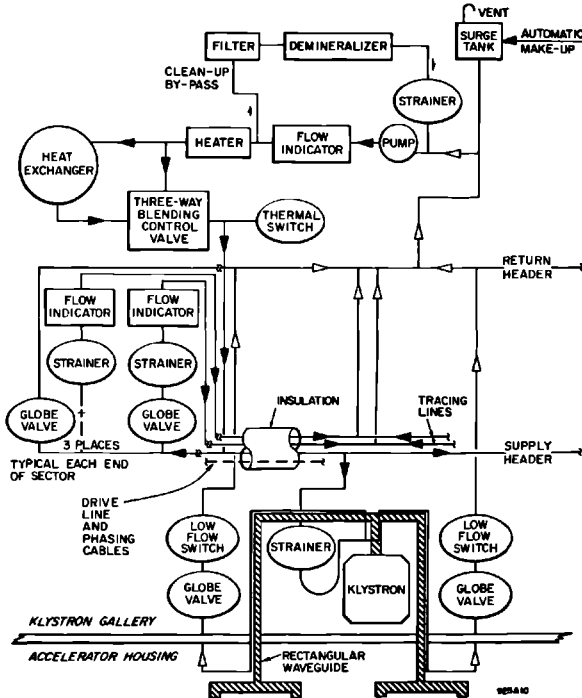 VENT
SURGE
TANK
AUTOMATIC
MAKE-UP
FILTER
DEMINERALIZER
CLEAN-UP
BY-PASS
STRAINER
HEAT
EXCHANGER
HEATER
FLOW
INDICATOR
PUMP
THREE-WAY
BLENDING
CONTROL
VALVE
THERMAL
SWITCH
RETURN
HEADER
FLOW
INDICATOR
FLOW
INDICATOR
STRAINER
STRAINER
GLOBE
VALVE
GLOBE
VALVE
INSULATION
TRACING
LINES
3 PLACES
TYPICAL EACH END
OF SECTOR
SUPPLY
HEADER
DRIVE
LINE
AND
PHASING
CABLES
LOW
FLOW
SWITCH
STRAINER
LOW
FLOW
SWITCH
GLOBE
VALVE
KLYSTRON
GLOBE
VALVE
KLYSTRON GALLERY
ACCELERATOR HOUSING
RECTANGULAR
WAVEGUIDE